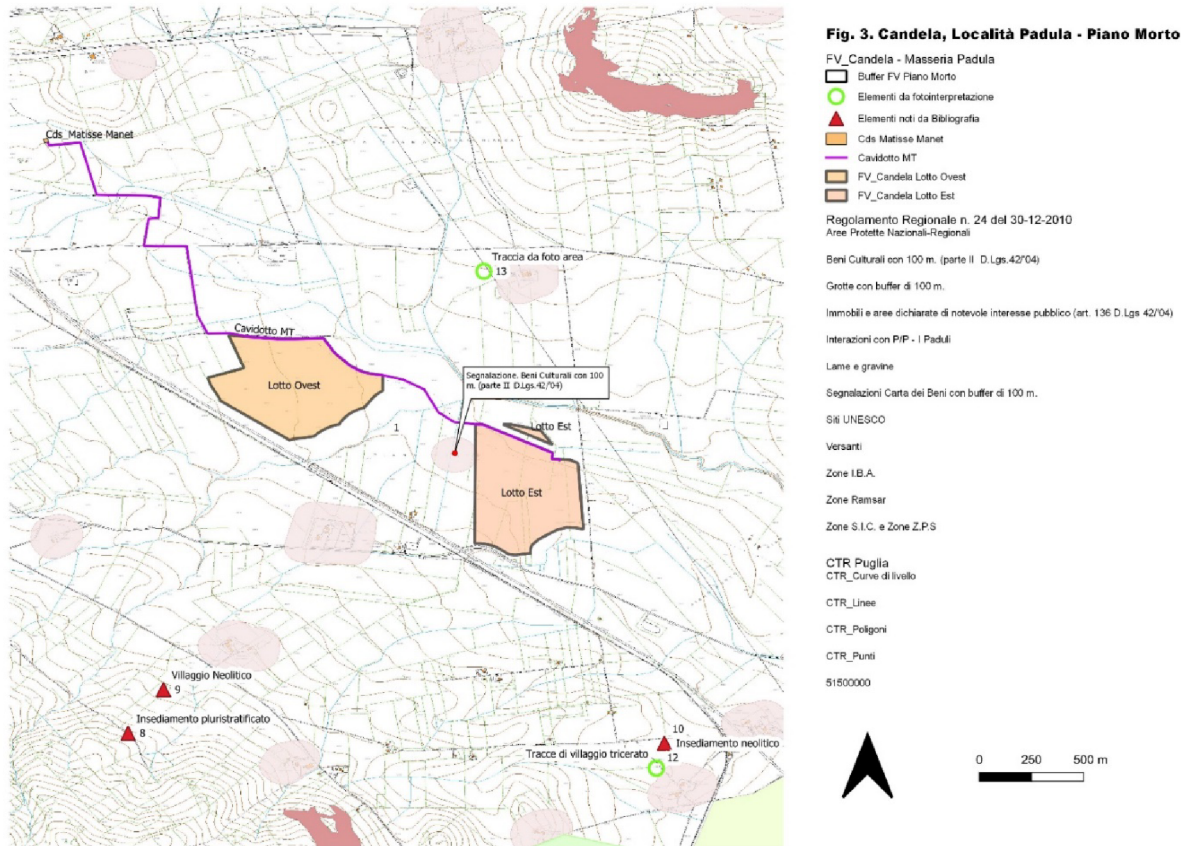 Cds_Matisse Manet
Traccia da foto area
13
Cavidotto MT
Lotto Ovest
Segnalazione. Beni Culturali con 100
m. (parte II D.Lgs.42/'04)
Lotto Est
1
Lotto Est
Villaggio Neolitico
9
Insediamento pluristratificato
8
10
Insediamento neolitico
Tracce di villaggio tricerato
12
Fig. 3. Candela, Località Padula - Piano Morto
FV_Candela - Masseria Padula
Buffer FV Piano Morto
Elementi da fotointerpretazione
Elementi noti da Bibliografia
Cds Matisse Manet
Cavidotto MT
FV_Candela Lotto Ovest
FV_Candela Lotto Est
Regolamento Regionale n. 24 del 30-12-2010
Aree Protette Nazionali-Regionali
Beni Culturali con 100 m. (parte II D.Lgs.42/'04)
Grotte con buffer di 100 m.
Immobili e aree dichiarate di notevole interesse pubblico (art. 136 D.Lgs 42/'04)
Interazioni con P/P - I Paduli
Lame e gravine
Segnalazioni Carta dei Beni con buffer di 100 m.
Siti UNESCO
Versanti
Zone I.B.A.
Zone Ramsar
Zone S.I.C. e Zone Z.P.S
CTR Puglia
CTR_Curve di livello
CTR_Linee
CTR_Poligoni
CTR_Punti
51500000
0 250 500 m